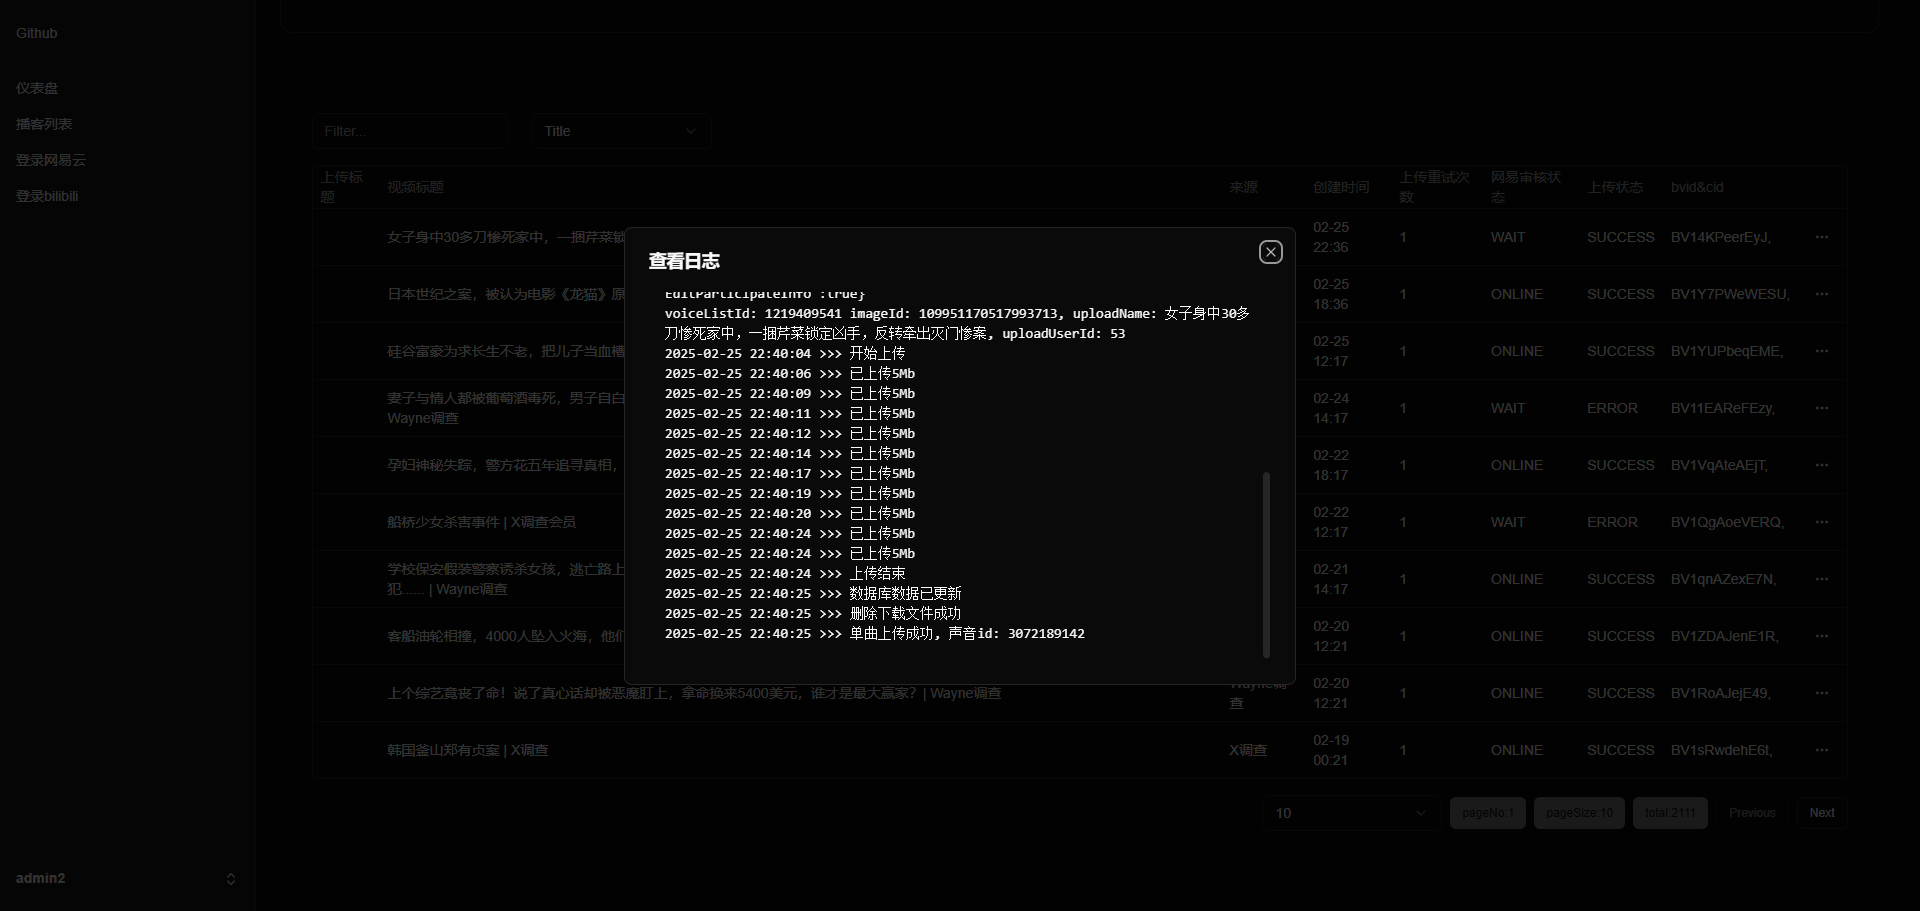 Github
仪表盘
播客列表
登录网易云
登录bilibili
admin2
Filter...
Title
上传标
题
视频标题
来源
创建时间
上传重试次
数
网易审核状
态
上传状态
bvid&cid
女子身中30多刀惨死家中，一捆芹菜锁
02-25
22:36
1
WAIT
SUCCESS
BV14KPeerEyJ,
日本世纪之案，被认为电影《龙猫》原
02-25
18:36
1
ONLINE
SUCCESS
BV1Y7PWeWESU,
硅谷富豪为求长生不老，把儿子当血槽
02-25
12:17
1
ONLINE
SUCCESS
BV1YUPbeqEME,
妻子与情人都被葡萄酒毒死，男子自白
Wayne调查
02-24
14:17
1
WAIT
ERROR
BV11EAReFEzy,
孕妇神秘失踪，警方花五年追寻真相，
02-22
18:17
1
ONLINE
SUCCESS
BV1VqAteAEjT,
船桥少女杀害事件 | X调查会员
02-22
12:17
1
WAIT
ERROR
BV1QgAoeVERQ,
学校保安假装警察诱杀女孩，逃亡路上
犯...... | Wayne调查
02-21
14:17
1
ONLINE
SUCCESS
BV1qnAZexE7N,
客船油轮相撞，4000人坠入火海，他们
02-20
12:21
1
ONLINE
SUCCESS
BV1ZDAJenE1R,
上个综艺竟丧了命！说了真心话却被恶魔盯上，拿命换来5400美元，谁才是最大赢家？| Wayne调查
Wayne调
查
02-20
12:21
1
ONLINE
SUCCESS
BV1RoAJejE49,
韩国釜山郑有贞案 | X调查
X调查
02-19
00:21
1
ONLINE
SUCCESS
BV1sRwdehE6t,
10
pageNo:1
pageSize:10
total:2111
Previous
Next
查看日志
EditParticipateInfo :true}
voiceListId: 1219409541 imageId: 109951170517993713, uploadName: 女子身中30多
刀惨死家中，一捆芹菜锁定凶手，反转牵出灭门惨案, uploadUserId: 53
2025-02-25 22:40:04 >>> 开始上传
2025-02-25 22:40:06 >>> 已上传5Mb
2025-02-25 22:40:09 >>> 已上传5Mb
2025-02-25 22:40:11 >>> 已上传5Mb
2025-02-25 22:40:12 >>> 已上传5Mb
2025-02-25 22:40:14 >>> 已上传5Mb
2025-02-25 22:40:17 >>> 已上传5Mb
2025-02-25 22:40:19 >>> 已上传5Mb
2025-02-25 22:40:20 >>> 已上传5Mb
2025-02-25 22:40:24 >>> 已上传5Mb
2025-02-25 22:40:24 >>> 已上传5Mb
2025-02-25 22:40:24 >>> 上传结束
2025-02-25 22:40:25 >>> 数据库数据已更新
2025-02-25 22:40:25 >>> 删除下载文件成功
2025-02-25 22:40:25 >>> 单曲上传成功, 声音id: 3072189142